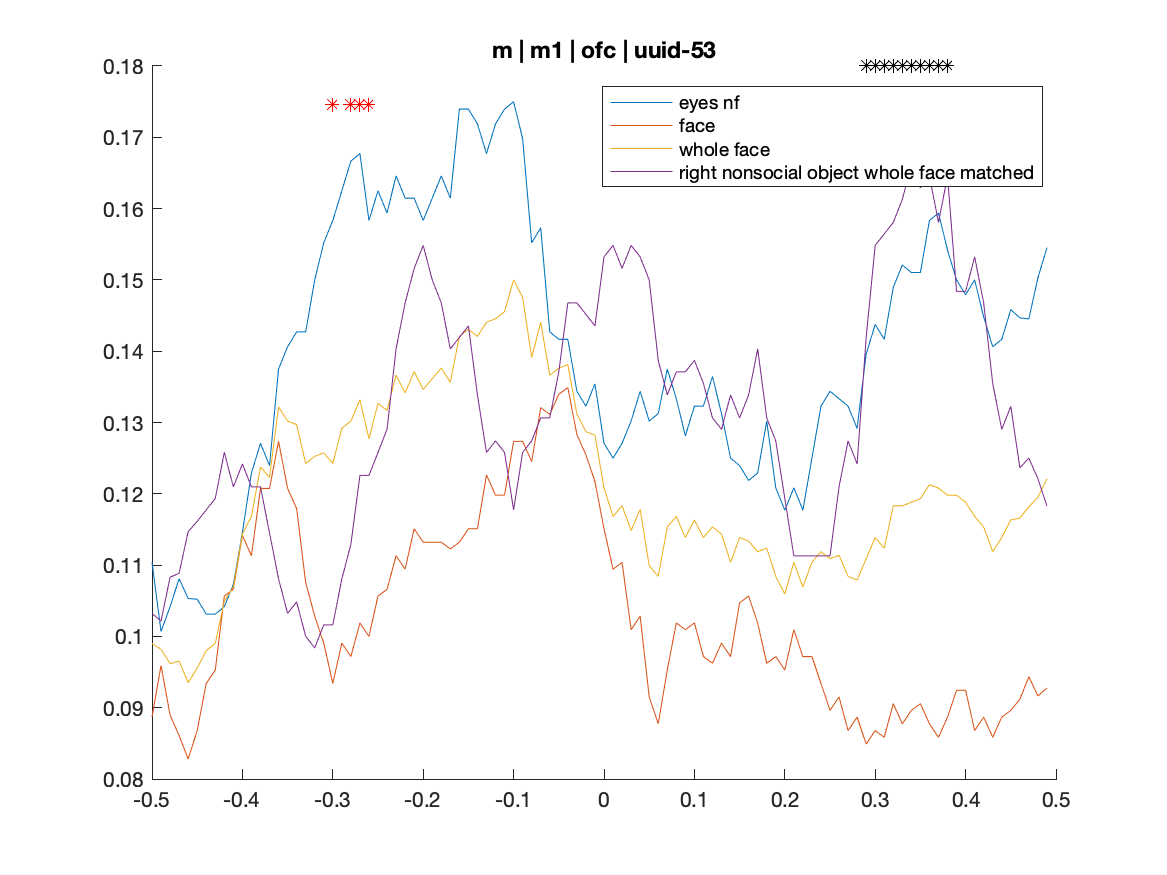 m | m1 | ofc | uuid-53
0.18
0.17
0.16
0.15
0.14
0.13
0.12
0.11
0.1
0.09
0.08
eyes nf
face
whole face
right nonsocial object whole face matched
-0.5 -0.4 -0.3 -0.2 -0.1 0 0.1 0.2 0.3 0.4 0.5